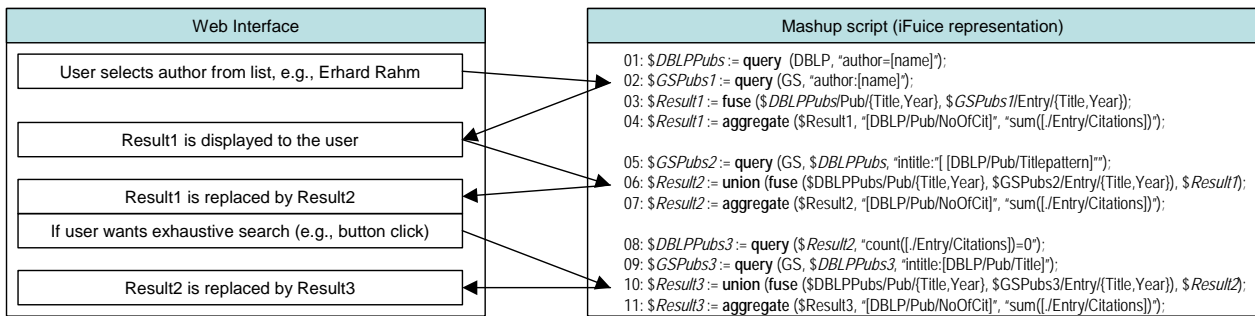 Web Interface
User selects author from list, e.g., Erhard Rahm
Result1 is displayed to the user
Result1 is replaced by Result2
If user wants exhaustive search (e.g., button click)
Result2 is replaced by Result3
Mashup script (iFuice representation)
01: $DBLPPubs := query (DBLP, “author=[name]”);
02: $GSPubs1 := query (GS, “author:[name]”);
03: $Result1 := fuse ($DBLPPubs/Pub/{Title,Year}, $GSPubs1/Entry/{Title,Year});
04: $Result1 := aggregate ($Result1, “[DBLP/Pub/NoOfCit]”, “sum([./Entry/Citations])”);
05: $GSPubs2 := query (GS, $DBLPPubs, “intitle:”[ [DBLP/Pub/Titlepattern]””);
06: $Result2 := union (fuse ($DBLPPubs/Pub/{Title,Year}, $GSPubs2/Entry/{Title,Year}), $Result1);
07: $Result2 := aggregate ($Result2, “[DBLP/Pub/NoOfCit]”, “sum([./Entry/Citations])”);
08: $DBLPPubs3 := query ($Result2, “count([./Entry/Citations])=0”);
09: $GSPubs3 := query (GS, $DBLPPubs3, “intitle:[DBLP/Pub/Title]”);
10: $Result3 := union (fuse ($DBLPPubs/Pub/{Title,Year}, $GSPubs3/Entry/{Title,Year}), $Result2);
11: $Result3 := aggregate ($Result3, “[DBLP/Pub/NoOfCit]”, “sum([./Entry/Citations])”);